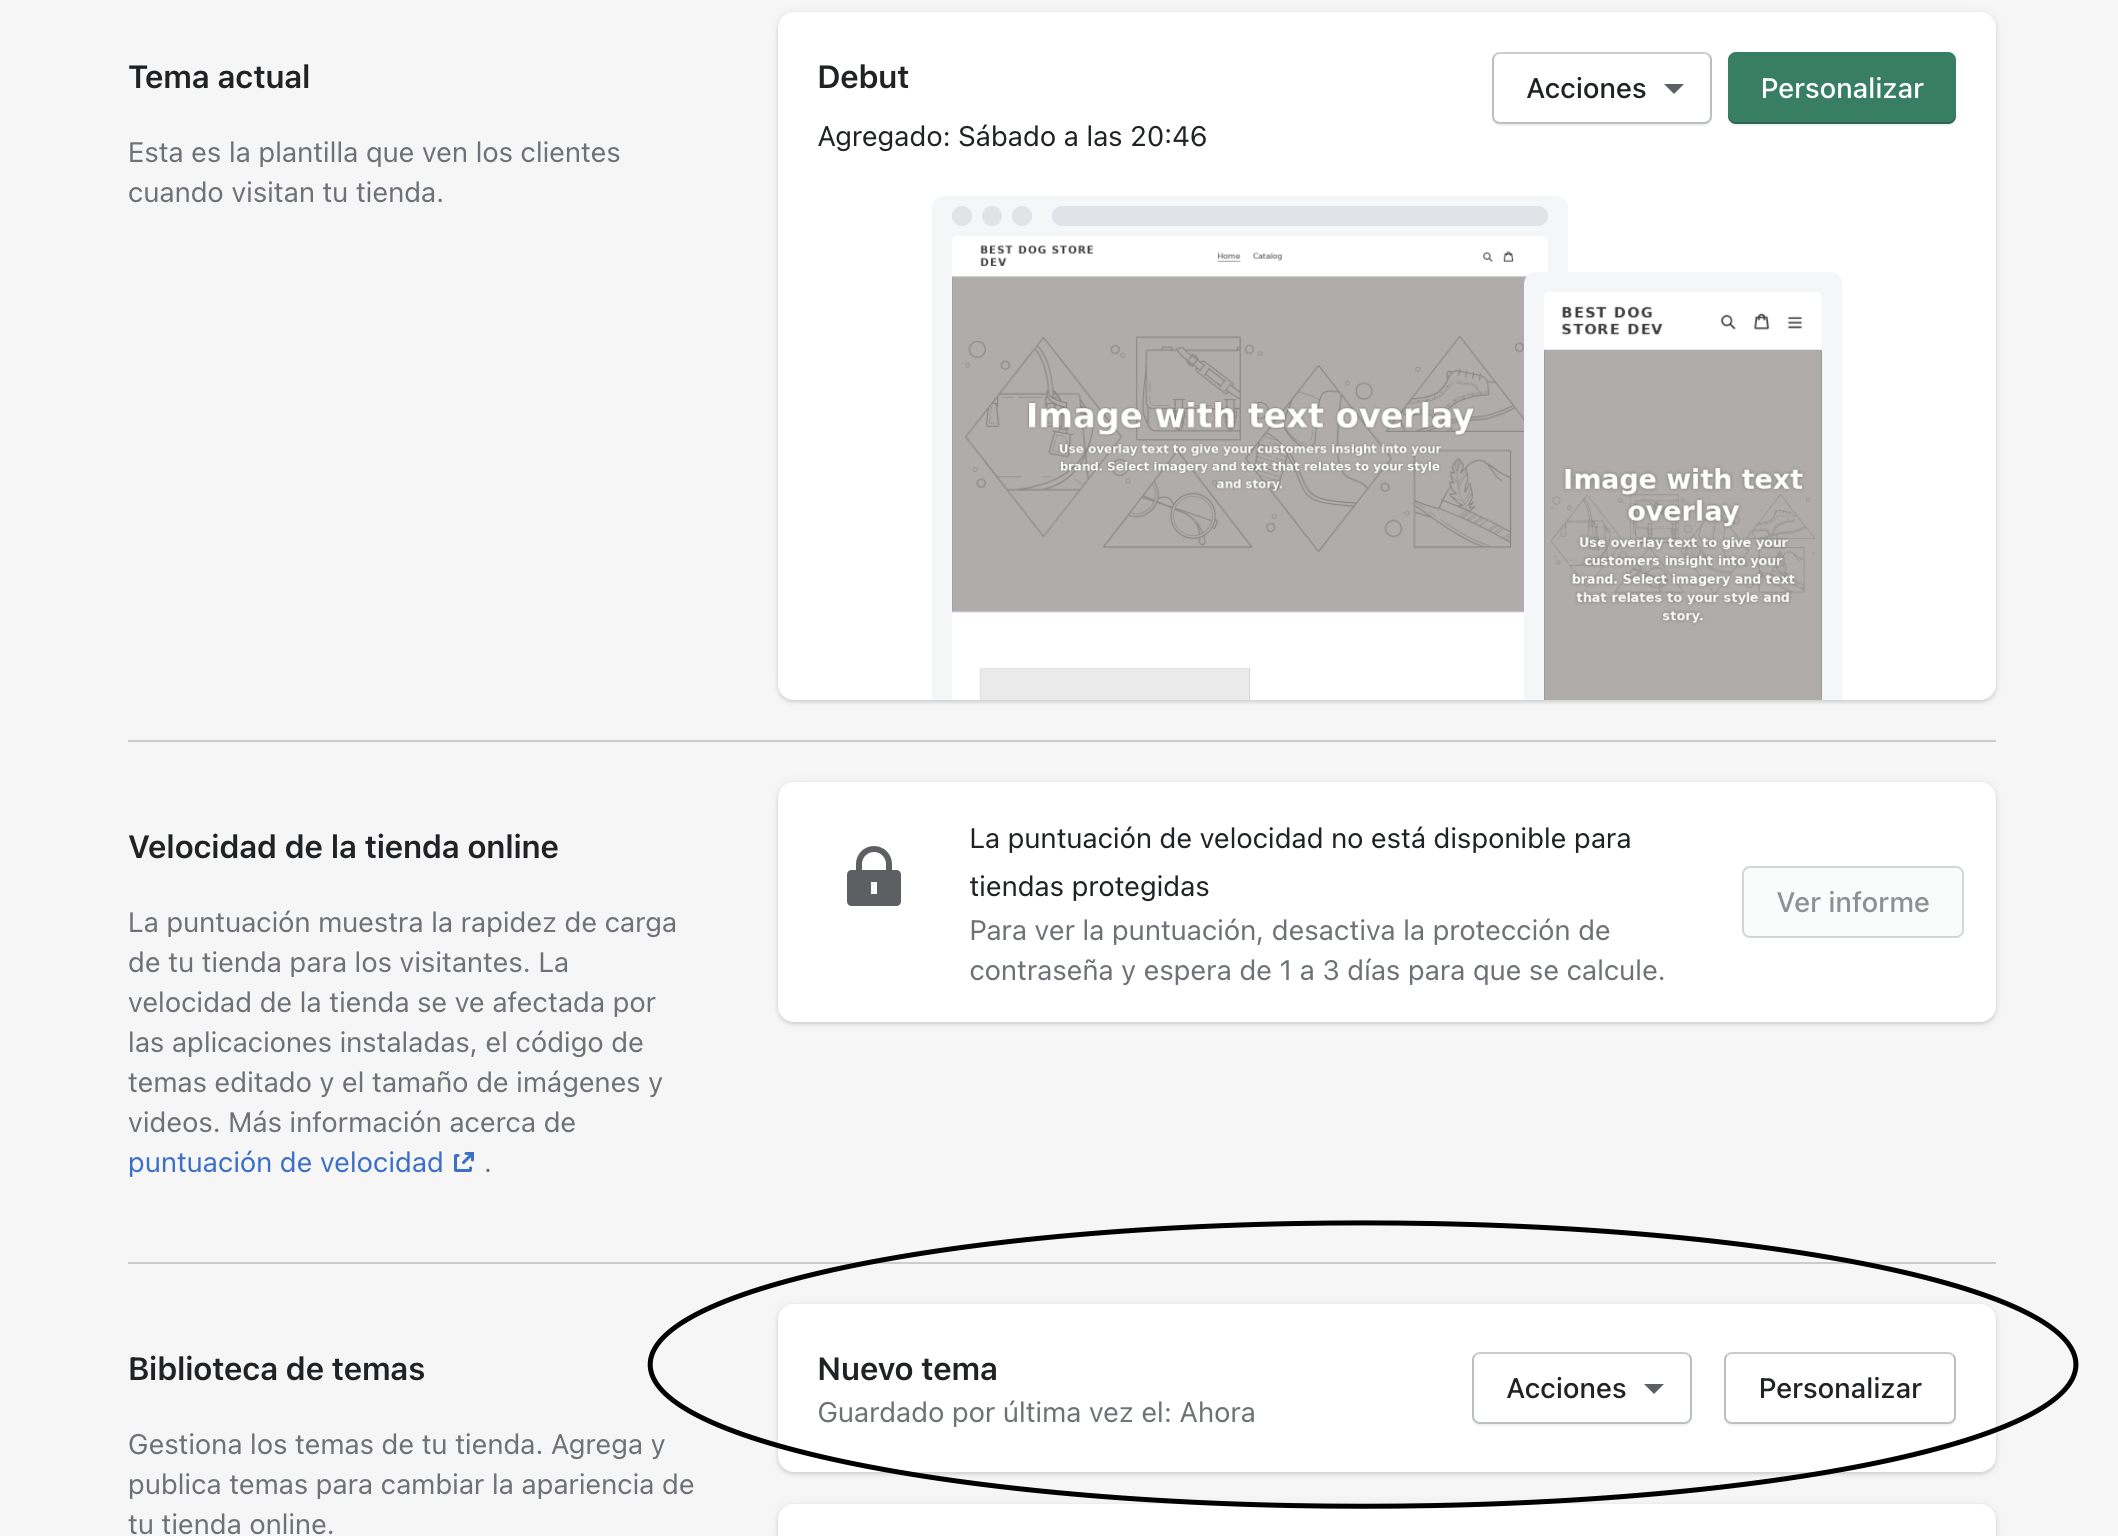 Tema actual
Esta es la plantilla que ven los clientes
cuando visitan tu tienda.
Debut
Agregado: Sábado a las 20:46
Acciones
Personalizar
BEST DOG STORE
DEV
Home Catalog
Image with text overlay
Use overlay text to give your customers insight into your
brand. Select imagery and text that relates to your style
and story.
BEST DOG
STORE DEV
Image with text
overlay
Use overlay text to give your
customers insight into your
brand. Select imagery and text
that relates to your style and
story.
Velocidad de la tienda online
La puntuación muestra la rapidez de carga
de tu tienda para los visitantes. La
velocidad de la tienda se ve afectada por
las aplicaciones instaladas, el código de
temas editado y el tamaño de imágenes y
videos. Más información acerca de
puntuación de velocidad .
La puntuación de velocidad no está disponible para
tiendas protegidas
Para ver la puntuación, desactiva la protección de
contraseña y espera de 1 a 3 días para que se calcule.
Ver informe
Biblioteca de temas
Gestiona los temas de tu tienda. Agrega y
publica temas para cambiar la apariencia de
tu tienda online.
Nuevo tema
Guardado por última vez el: Ahora
Acciones
Personalizar